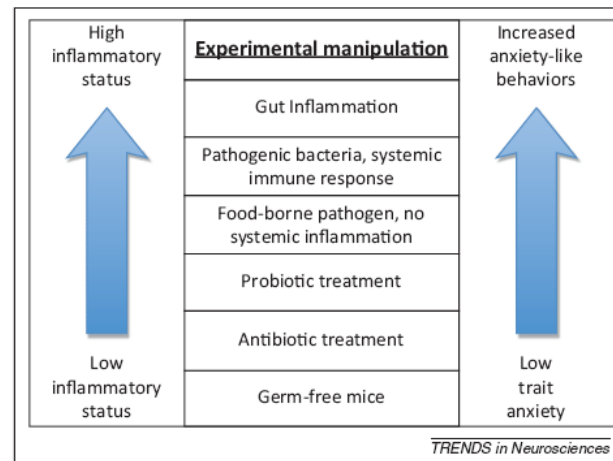 High
inflammatory
status
Experimental manipulation
Increased
anxiety-like
behaviors
Gut Inflammation
Pathogenic bacteria, systemic
immune response
Food-borne pathogen, no
systemic inflammation
Probiotic treatment
Antibiotic treatment
Germ-free mice
Low
inflammatory
status
Low
trait
anxiety
TRENDS in Neurosciences